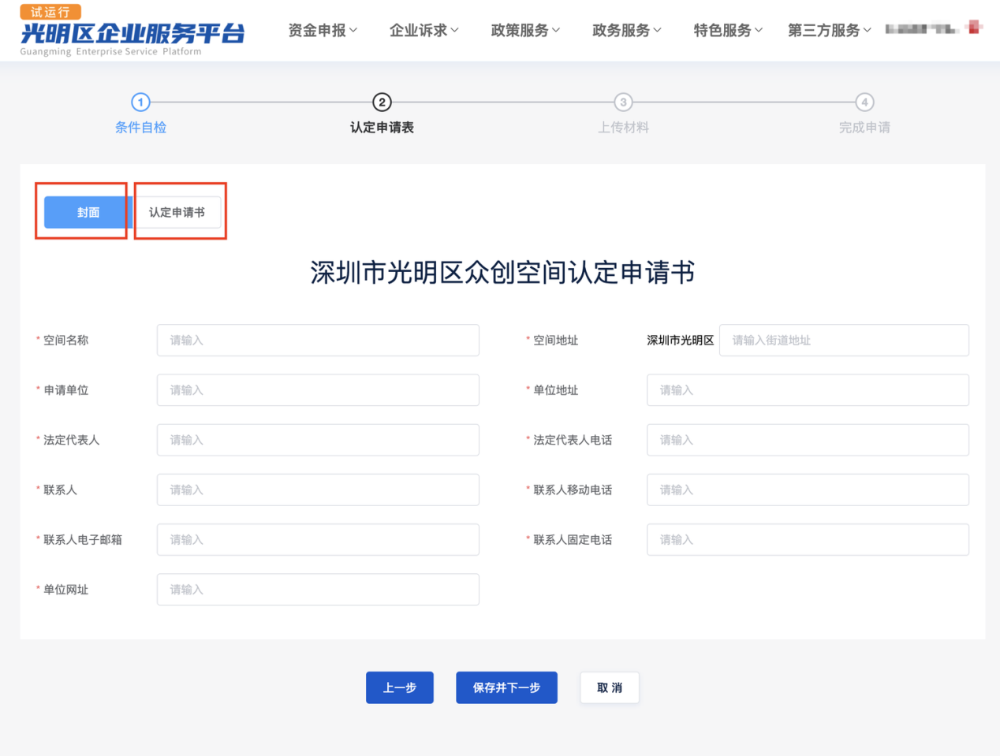 试运行
光明区企业服务平台
Guangming Enterprise Service Platform
资金申报 企业诉求 政策服务 政务服务 特色服务 第三方服务
1 2 3 4
条件自检 认定申请表 上传材料 完成申请
封面 认定申请书
深圳市光明区众创空间认定申请书
* 空间名称 请输入 * 空间地址 深圳市光明区 请输入街道地址
* 申请单位 请输入 * 单位地址 请输入
* 法定代表人 请输入 * 法定代表人电话 请输入
* 联系人 请输入 * 联系人移动电话 请输入
* 联系人电子邮箱 请输入 * 联系人固定电话 请输入
* 单位网址 请输入
上一步 保存并下一步 取 消